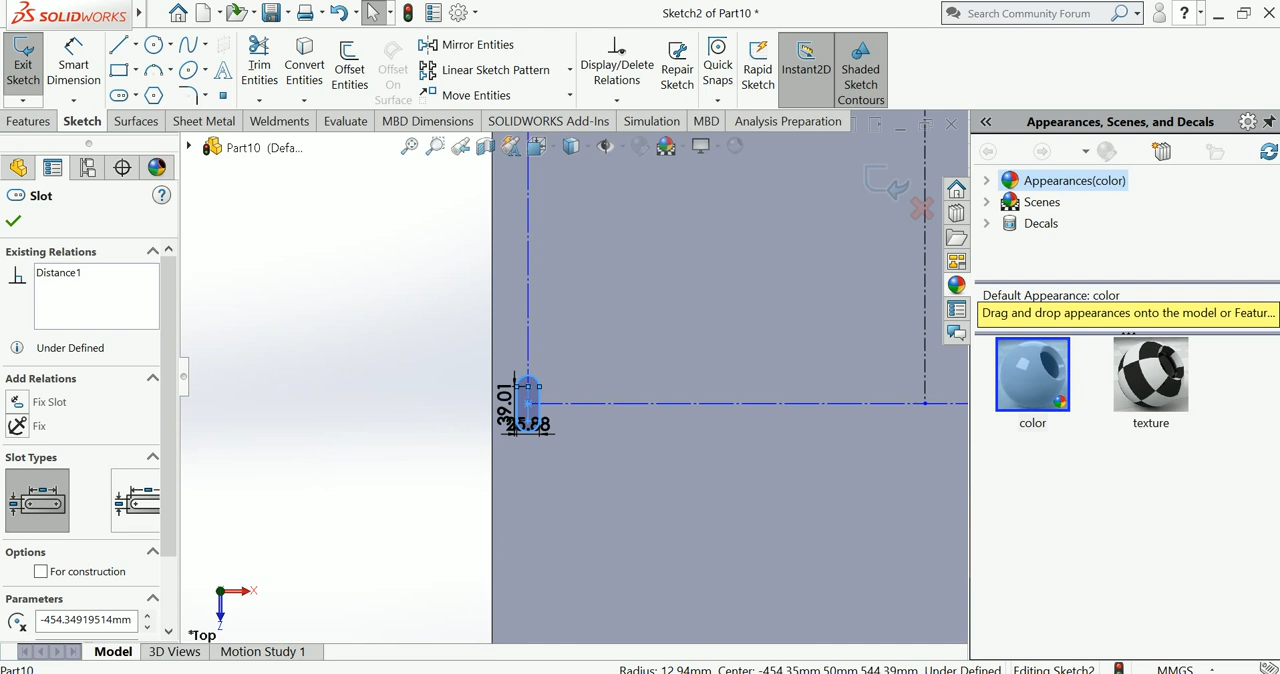 SOLIDWORKS
Sketch2 of Part10 *
Search Community Forum
?
Exit Sketch
Smart Dimension
Trim Entities
Convert Entities
Offset Entities
Offset On Surface
Mirror Entities
Linear Sketch Pattern
Move Entities
Display/Delete Relations
Repair Sketch
Quick Snaps
Rapid Sketch
Instant2D
Shaded Sketch Contours
Features
Sketch
Surfaces
Sheet Metal
Weldments
Evaluate
MBD Dimensions
SOLIDWORKS Add-Ins
Simulation
MBD
Analysis Preparation
Appearances, Scenes, and Decals
Part10 (Defa...
Slot
Existing Relations
Distance1
Under Defined
Add Relations
Fix Slot
Fix
Slot Types
Options
For construction
Parameters
-454.34919514mm
39.01
25.88
X
Z
*Top
Appearances(color)
Scenes
Decals
Default Appearance: color
Drag and drop appearances onto the model or Featur...
color
texture
Model
3D Views
Motion Study 1
Part10
Radius: 12.94mm Center: -454.35mm 50mm 544.39mm
Under Defined
Editing Sketch2
MMGS